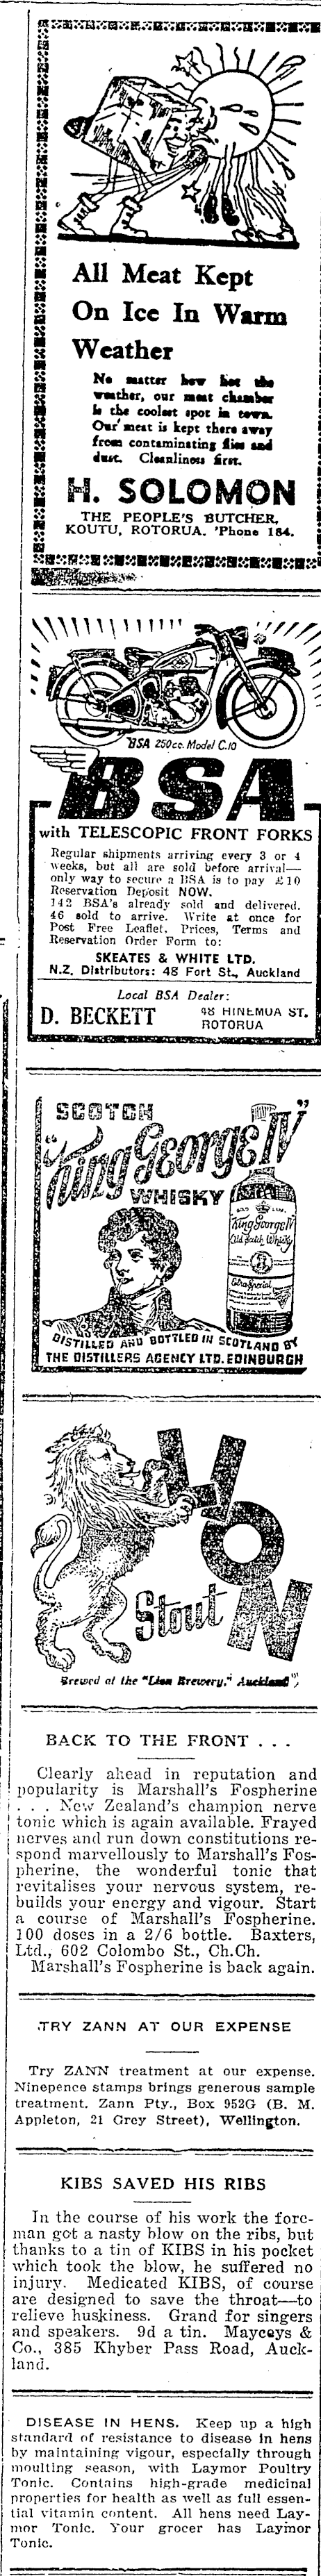 All Meat Kept
On Ice In Warm
Weather
No matter how hot the
weather, our meat chamber
is the coolest spot in town.
Our meat is kept there away
from contaminating flies and
dust. Cleanliness first.
H. SOLOMON
THE PEOPLE'S BUTCHER,
KOUTU, ROTORUA. 'Phone 184.
BSA 250cc. Model C.10
BSA
with TELESCOPIC FRONT FORKS
Regular shipments arriving every 3 or 4
weeks, but all are sold before arrival—
only way to secure a BSA is to pay £10
Reservation Deposit NOW.
142 BSA's already sold and delivered.
46 sold to arrive. Write at once for
Post Free Leaflet, Prices, Terms and
Reservation Order Form to:
SKEATES & WHITE LTD.
N.Z. Distributors: 48 Fort St., Auckland
Local BSA Dealer:
D. BECKETT
48 HINEMUA ST.
ROTORUA
SCOTCH
"King George IV"
WHISKY
King George IV
Old Scotch Whisky
Extra Special
DISTILLED AND BOTTLED IN SCOTLAND BY
THE DISTILLERS AGENCY LTD. EDINBURGH
LION
Stout
Brewed at the "Lion Brewery," Auckland
BACK TO THE FRONT . . .
Clearly ahead in reputation and
popularity is Marshall's Fospherine
. . . New Zealand's champion nerve
tonic which is again available. Frayed
nerves and run down constitutions re-
spond marvellously to Marshall's Fos-
pherine, the wonderful tonic that
revitalises your nervous system, re-
builds your energy and vigour. Start
a course of Marshall's Fospherine.
100 doses in a 2/6 bottle. Baxters,
Ltd., 602 Colombo St., Ch.Ch.
Marshall's Fospherine is back again.
TRY ZANN AT OUR EXPENSE
Try ZANN treatment at our expense.
Ninepence stamps brings generous sample
treatment. Zann Pty., Box 952G (B. M.
Appleton, 21 Grey Street), Wellington.
KIBS SAVED HIS RIBS
In the course of his work the fore-
man got a nasty blow on the ribs, but
thanks to a tin of KIBS in his pocket
which took the blow, he suffered no
injury. Medicated KIBS, of course
are designed to save the throat—to
relieve huskiness. Grand for singers
and speakers. 9d a tin. Mayceys &
Co., 385 Khyber Pass Road, Auck-
land.
DISEASE IN HENS. Keep up a high
standard of resistance to disease in hens
by maintaining vigour, especially through
moulting season, with Laymor Poultry
Tonic. Contains high-grade medicinal
properties for health as well as full essen-
tial vitamin content. All hens need Lay-
mor Tonic. Your grocer has Laymor
Tonic.